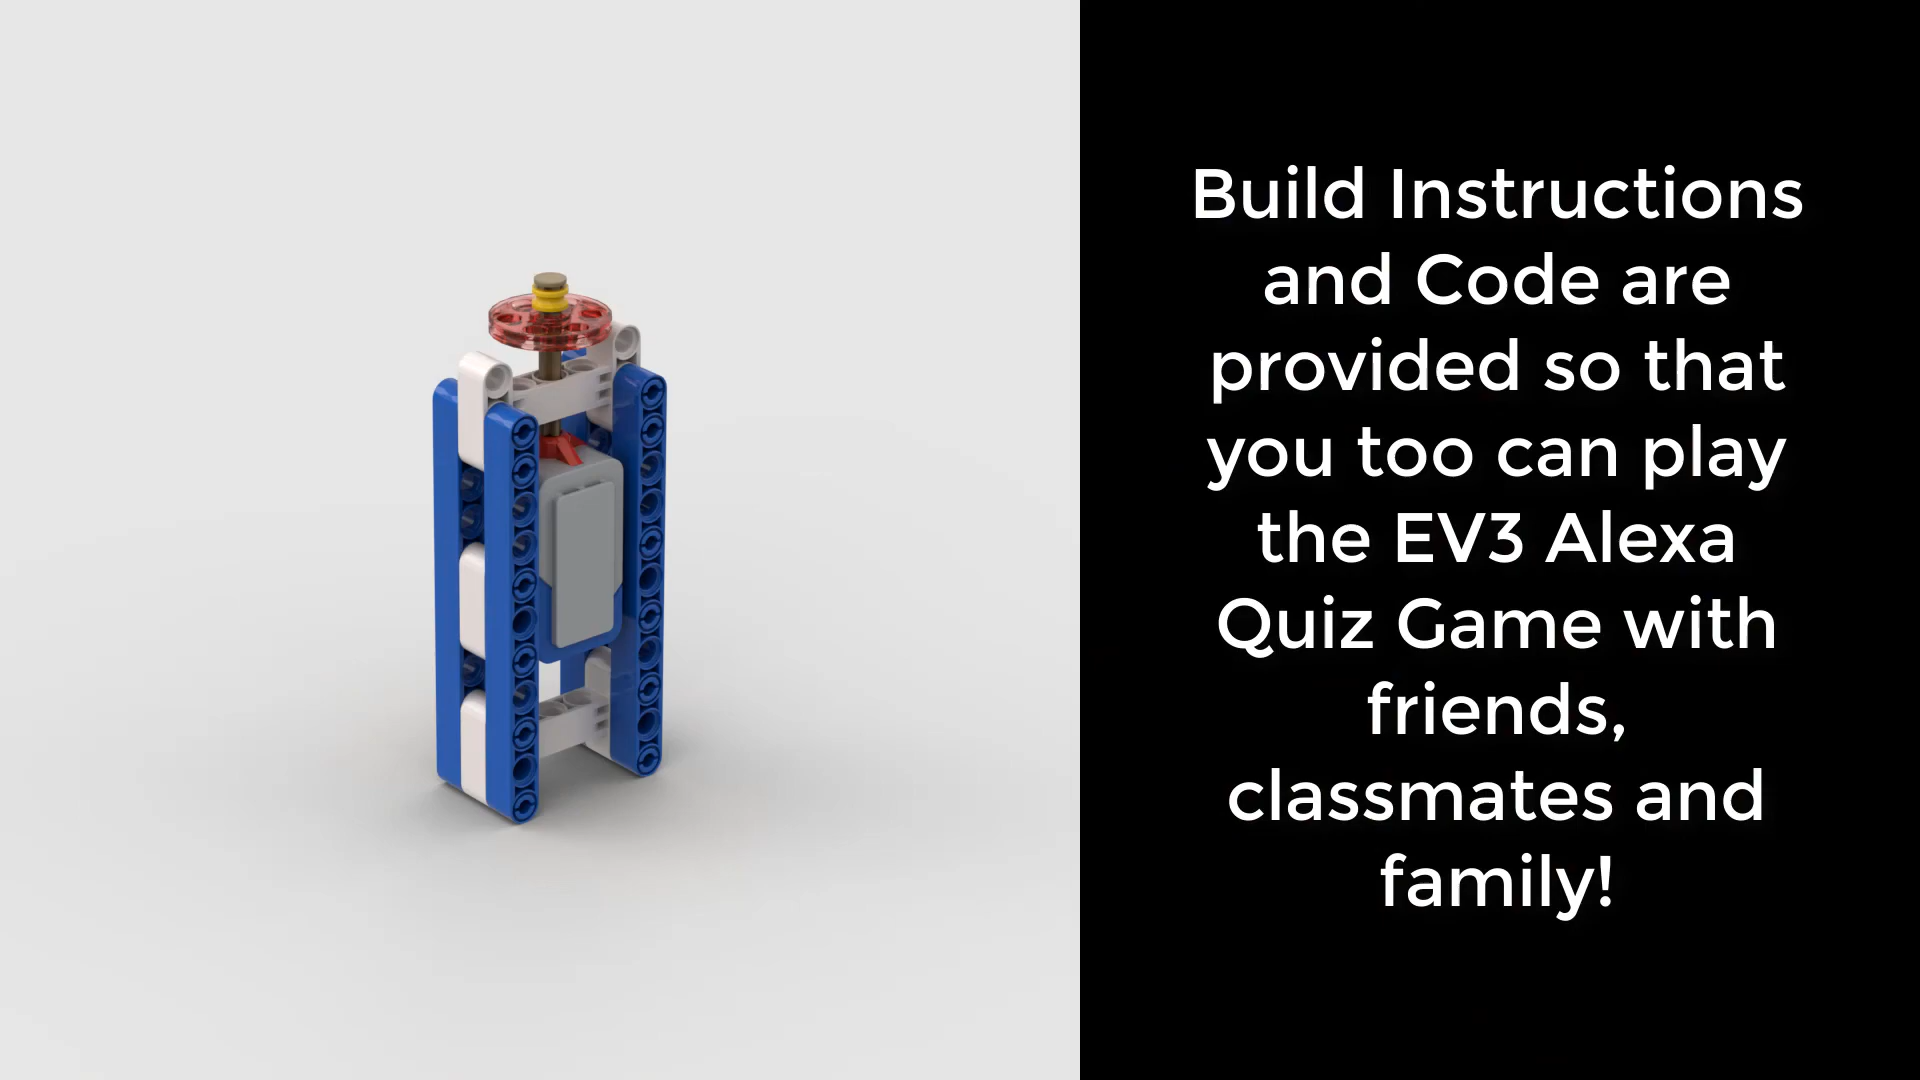 Build Instructions
and Code are
provided so that
you too can play
the EV3 Alexa
Quiz Game with
friends,
classmates and
family!